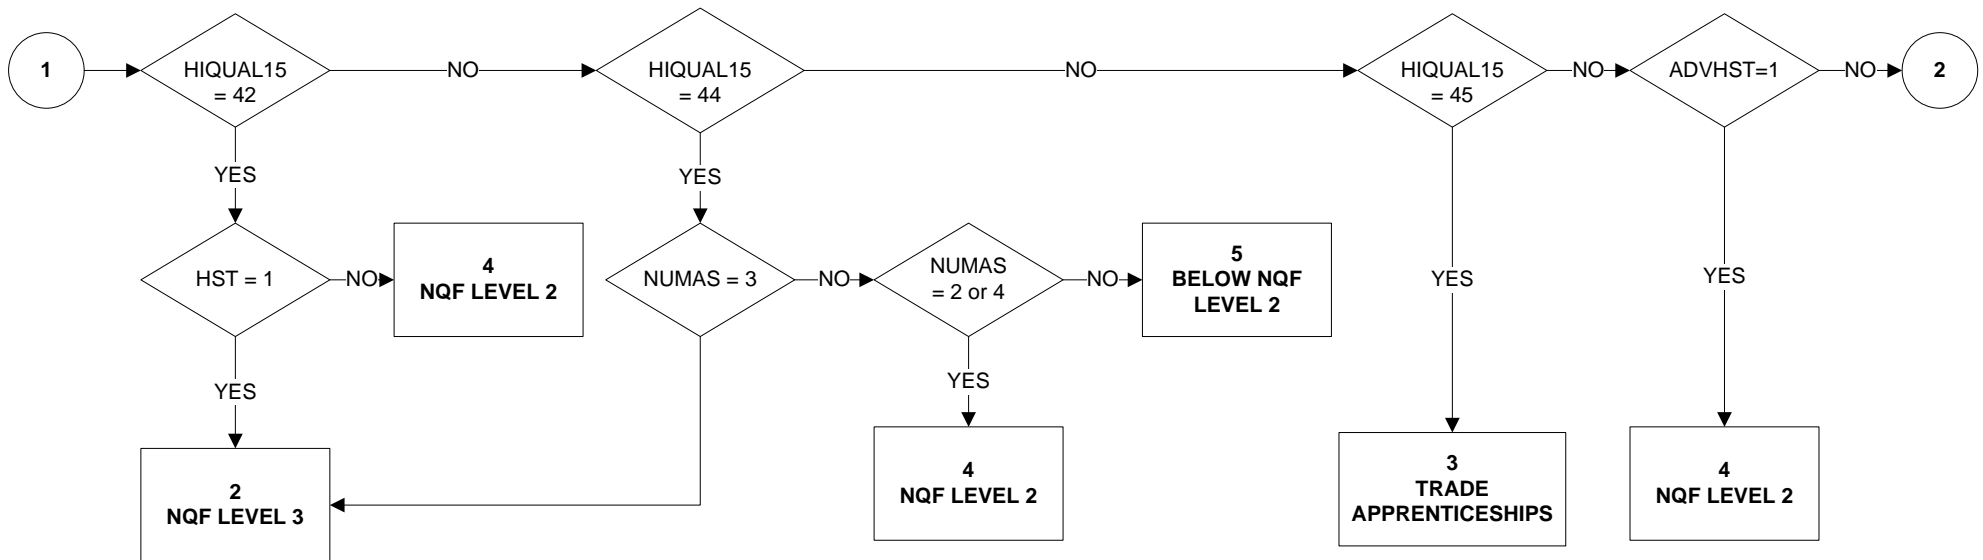 1
HIQUAL15
= 42
NO
HIQUAL15
= 44
NO
HIQUAL15
= 45
NO
ADVHST=1
NO
2
YES
YES
YES
YES
HST = 1
NO
4
NQF LEVEL 2
NUMAS = 3
NO
NUMAS
= 2 or 4
NO
5
BELOW NQF
LEVEL 2
YES
YES
2
NQF LEVEL 3
4
NQF LEVEL 2
3
TRADE
APPRENTICESHIPS
4
NQF LEVEL 2